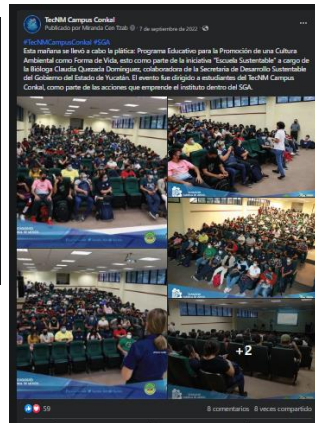 TecNM Campus Conkal
Publicado por Miranda Ceri Tzab · 7 de septiembre de 2022 ·
#TecNMCampusConkal #SGA
Esta mañana se llevó a cabo la plática: Programa Educativo para la Promoción de una Cultura
Ambiental como Forma de Vida, esto como parte de la iniciativa "Escuela Sustentable" a cargo de
la Bióloga Claudia Quezada Domínguez, colaboradora de la Secretaría de Desarrollo Sustentable
del Gobierno del Estado de Yucatán. El evento fue dirigido a estudiantes del TecNM Campus
Conkal, como parte de las acciones que emprende el instituto dentro del SGA.
+2
59
8 comentarios 8 veces compartido